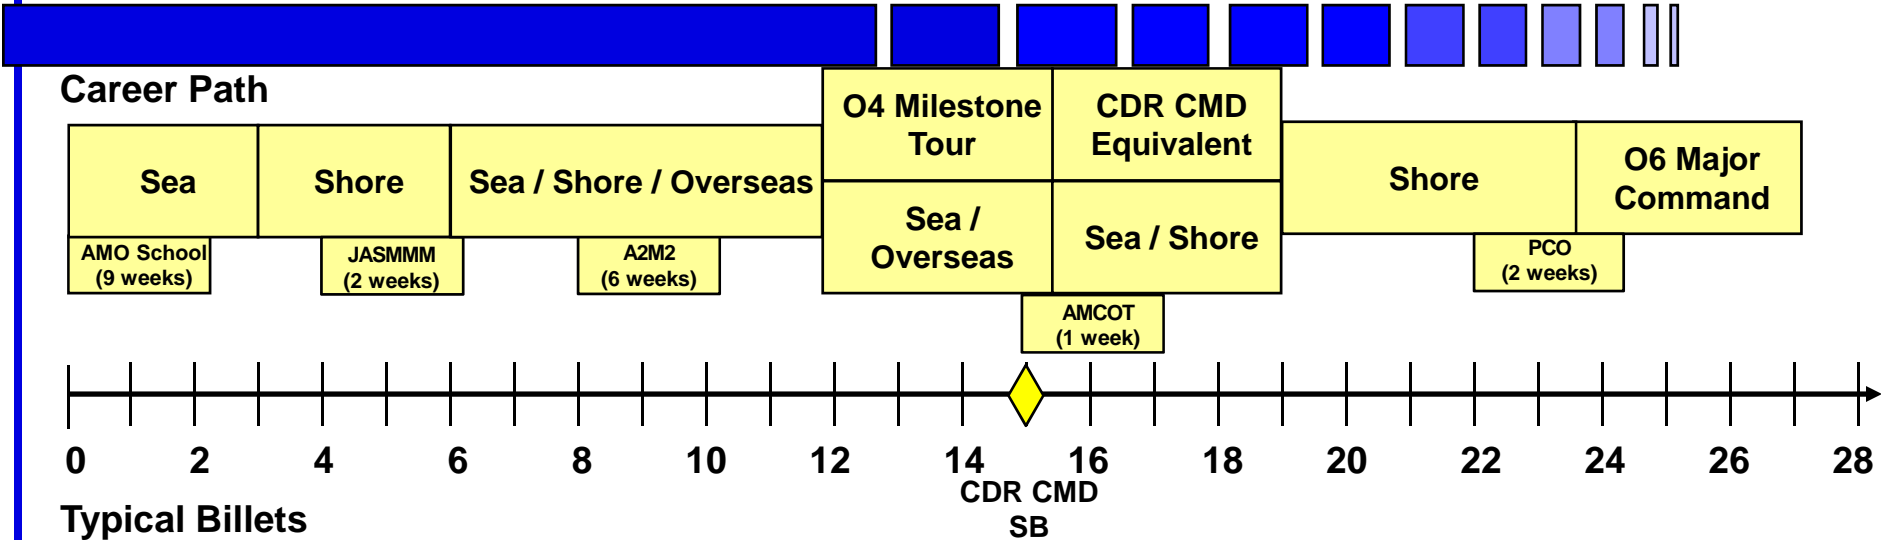 Career Path
O4 Milestone
Tour
CDR CMD
Equivalent
Sea
Shore
Sea / Shore / Overseas
Sea /
Overseas
Sea / Shore
Shore
O6 Major
Command
AMO School
(9 weeks)
JASMMM
(2 weeks)
A2M2
(6 weeks)
AMCOT
(1 week)
PCO
(2 weeks)
0 2 4 6 8 10 12 14 16 18 20 22 24 26 28
CDR CMD
SB
Typical Billets